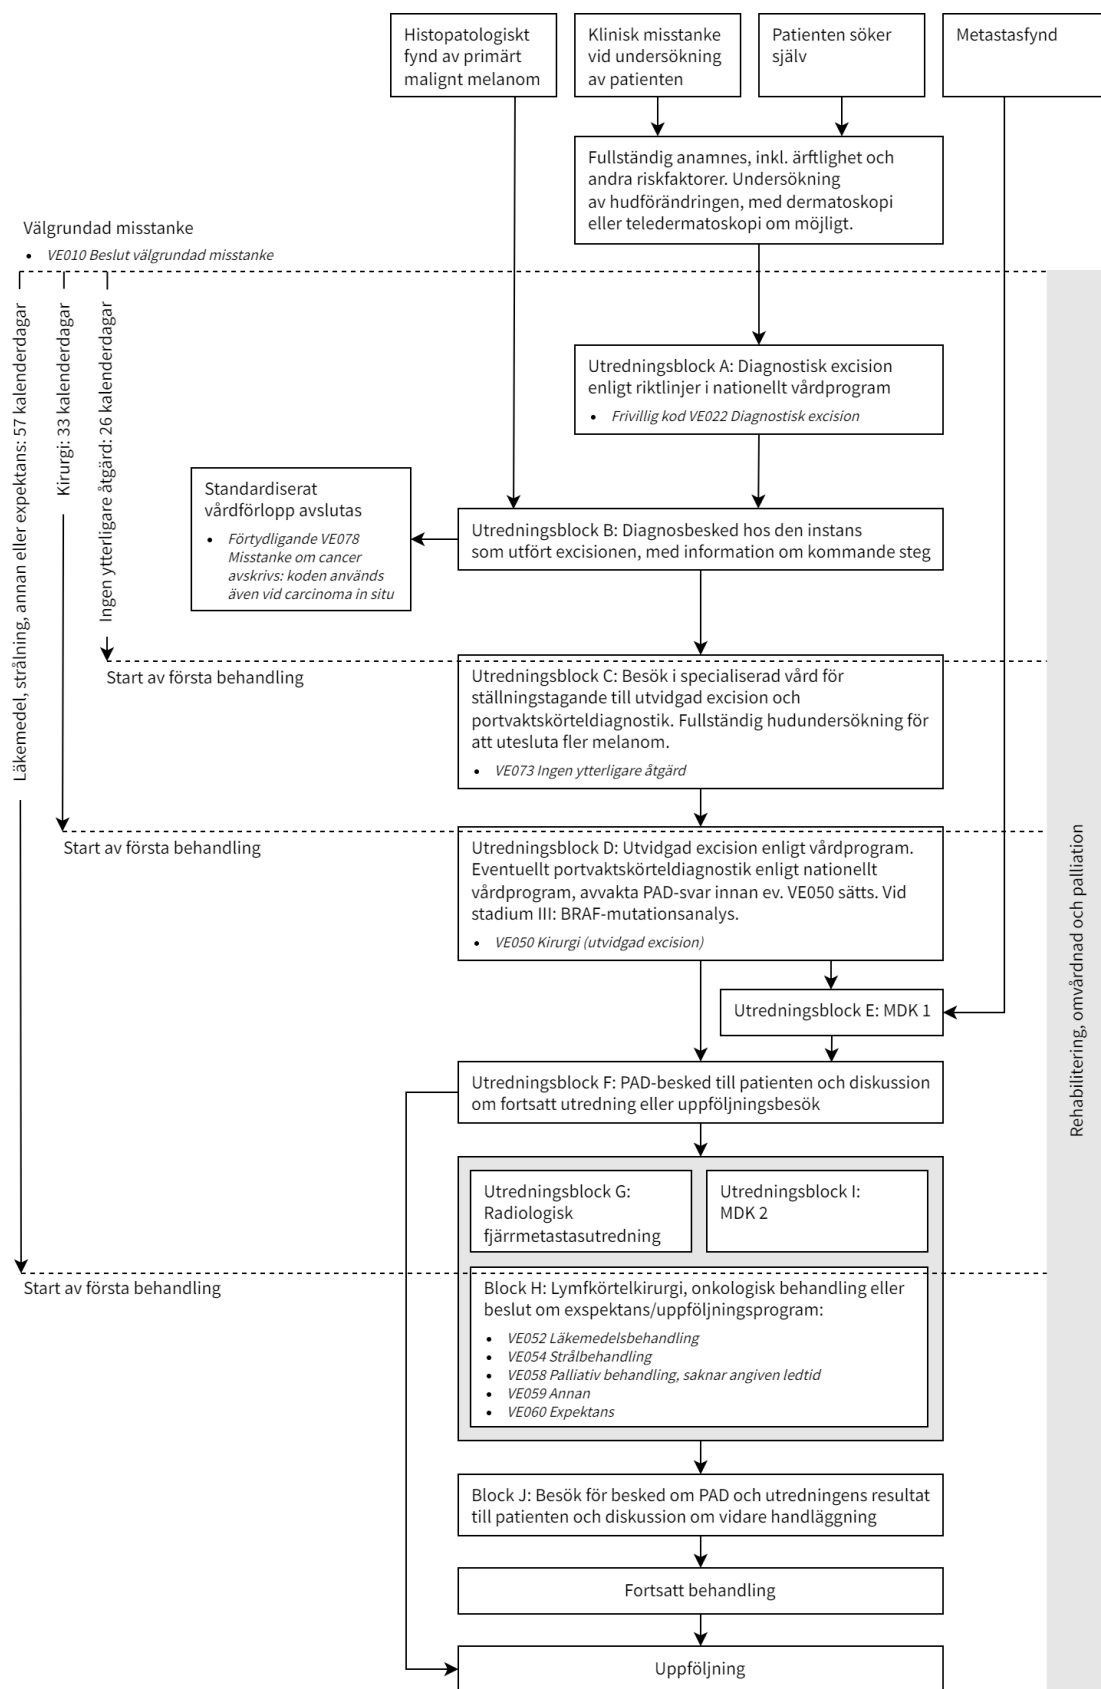 Histopatologiskt
fynd av primärt
malignt melanom
Klinisk misstanke
vid undersökning
av patienten
Patienten söker
själv
Metastasfynd
Fullständig anamnes, inkl. ärftlighet och
andra riskfaktorer. Undersökning
av hudförändringen, med dermatoskopi
eller teledermatoskopi om möjligt.
Välgrundad misstanke
• VE010 Beslut välgrundad misstanke
Läkemedel, strålning, annan eller expektans: 57 kalenderdagar
Kirurgi: 33 kalenderdagar
Ingen ytterligare åtgärd: 26 kalenderdagar
Utredningsblock A: Diagnostisk excision
enligt riktlinjer i nationellt vårdprogram
• Frivillig kod VE022 Diagnostisk excision
Standardiserat
vårdförlopp avslutas
• Förtydligande VE078
Misstanke om cancer
avskrivs: koden används
även vid carcinoma in situ
Utredningsblock B: Diagnosbesked hos den instans
som utfört excisionen, med information om kommande steg
Start av första behandling
Utredningsblock C: Besök i specialiserad vård för
ställningstagande till utvidgad excision och
portvaktskörteldiagnostik. Fullständig hudundersökning för
att utesluta fler melanom.
• VE073 Ingen ytterligare åtgärd
Start av första behandling
Utredningsblock D: Utvidgad excision enligt vårdprogram.
Eventuellt portvaktskörteldiagnostik enligt nationellt
vårdprogram, avvakta PAD-svar innan ev. VE050 sätts. Vid
stadium III: BRAF-mutationsanalys.
• VE050 Kirurgi (utvidgad excision)
Utredningsblock E: MDK 1
Rehabilitering, omvårdnad och palliation
Utredningsblock F: PAD-besked till patienten och diskussion
om fortsatt utredning eller uppföljningsbesök
Utredningsblock G:
Radiologisk
fjärrmetastasutredning
Utredningsblock I:
MDK 2
Start av första behandling
Block H: Lymfkörtelkirurgi, onkologisk behandling eller
beslut om exspektans/uppföljningsprogram:
• VE052 Läkemedelsbehandling
• VE054 Strålbehandling
• VE058 Palliativ behandling, saknar angiven ledtid
• VE059 Annan
• VE060 Expektans
Block J: Besök för besked om PAD och utredningens resultat
till patienten och diskussion om vidare handläggning
Fortsatt behandling
Uppföljning